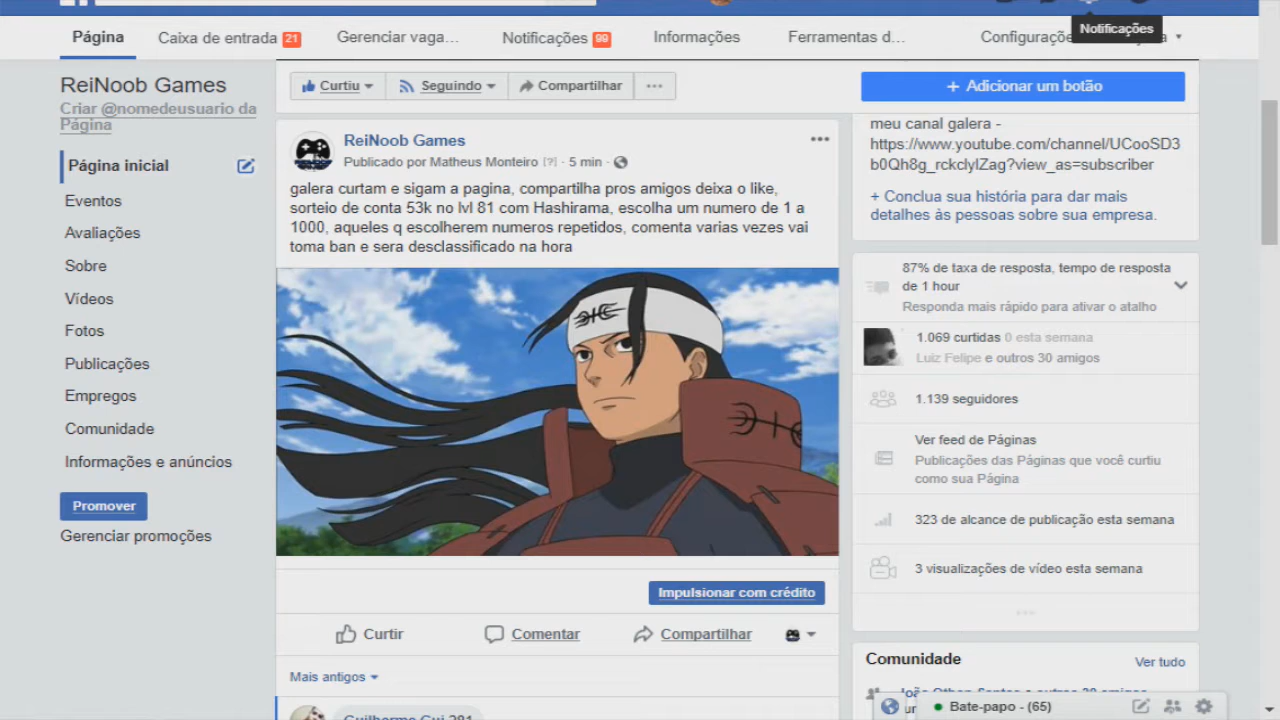 Notificações
Página
Caixa de entrada 21
Gerenciar vaga...
Notificações 99
Informações
Ferramentas d...
ReiNoob Games
Criar @nomedeusuario da
Página
Página inicial
Eventos
Avaliações
Sobre
Vídeos
Fotos
Publicações
Empregos
Comunidade
Informações e anúncios
Promover
Gerenciar promoções
Curtiu
Seguindo
Compartilhar
Adicionar um botão
ReiNoob Games
Publicado por Matheus Monteiro [?] · 5 min ·
galera curtam e sigam a pagina, compartilha pros amigos deixa o like,
sorteio de conta 53k no lvl 81 com Hashirama, escolha um numero de 1 a
1000, aqueles q escolherem numeros repetidos, comenta varias vezes vai
toma ban e sera desclassificado na hora
Impulsionar com crédito
Curtir
Comentar
Compartilhar
Mais antigos
meu canal galera -
https://www.youtube.com/channel/UCooSD3
b0Qh8g_rckclylZag?view_as=subscriber
+ Conclua sua história para dar mais
detalhes às pessoas sobre sua empresa.
87% de taxa de resposta, tempo de resposta
de 1 hour
Responda mais rápido para ativar o atalho
1.069 curtidas 0 esta semana
Luiz Felipe e outros 30 amigos
1.139 seguidores
Ver feed de Páginas
Publicações das Páginas que você curtiu
como sua Página
323 de alcance de publicação esta semana
3 visualizações de vídeo esta semana
Comunidade
Ver tudo
Bate-papo - (65)